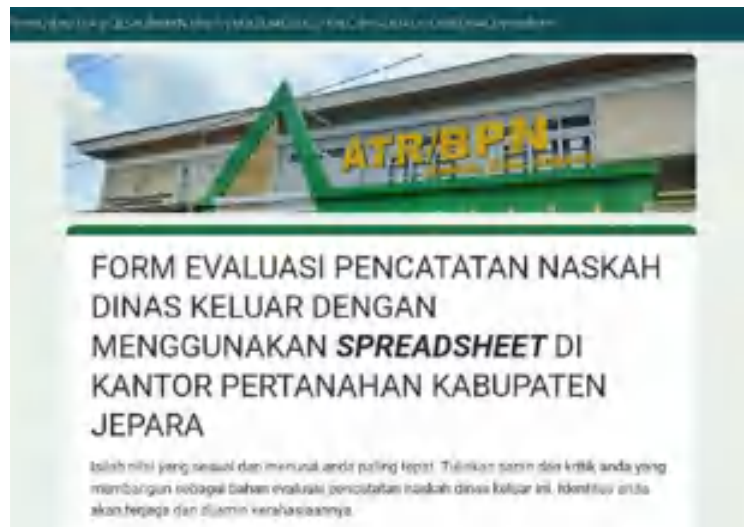 ATR/BPN
FORM EVALUASI PENCATATAN NASKAH
DINAS KELUAR DENGAN
MENGGUNAKAN SPREADSHEET DI
KANTOR PERTANAHAN KABUPATEN
JEPARA
Isilah nilai yang sesuai dan menurut anda paling tepat. Tuliskan saran dan kritik anda yang
membangun sebagai bahan evaluasi pencatatan naskah dinas keluar ini. Identitas anda
akan terjaga dan dijamin kerahasiaannya.